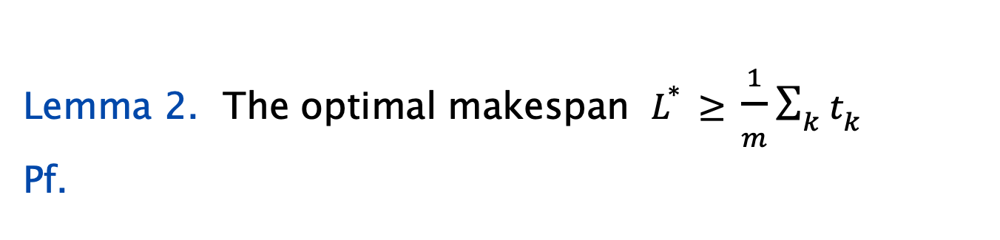 Lemma 2. The optimal makespan L* ≥ 1/m Σₖ tₖ
Pf.